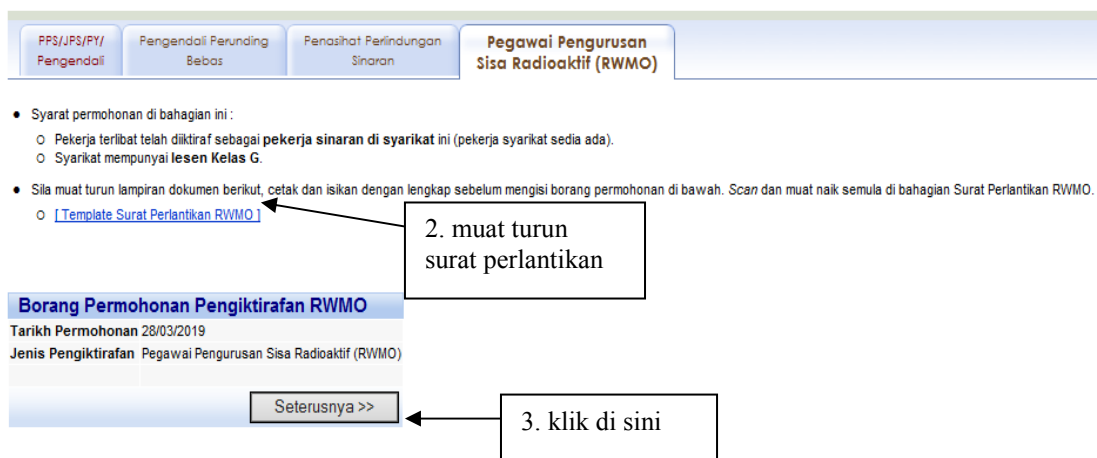 PPS/JPS/PY/
Pengendali
Pengendali Perunding
Bebas
Penasihat Perlindungan
Sinaran
Pegawai Pengurusan
Sisa Radioaktif (RWMO)
Syarat permohonan di bahagian ini :
Pekerja terlibat telah diiktiraf sebagai pekerja sinaran di syarikat ini (pekerja syarikat sedia ada).
Syarikat mempunyai lesen Kelas G.
Sila muat turun lampiran dokumen berikut, cetak dan isikan dengan lengkap sebelum mengisi borang permohonan di bawah. Scan dan muat naik semula di bahagian Surat Perlantikan RWMO.
[ Template Surat Perlantikan RWMO ]
2. muat turun
surat perlantikan
Borang Permohonan Pengiktirafan RWMO
Tarikh Permohonan 28/03/2019
Jenis Pengiktirafan Pegawai Pengurusan Sisa Radioaktif (RWMO)
Seterusnya >>
3. klik di sini